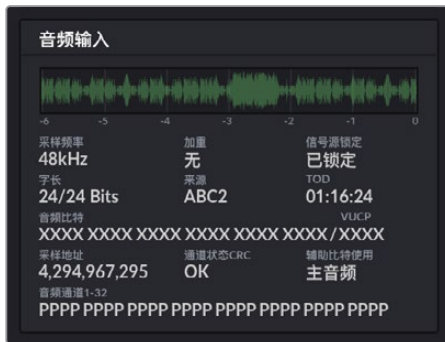 音频输入
-6 -5 -4 -3 -2 -1 0
采样频率 加重 信号源锁定
48kHz 无 已锁定
字长 来源 TOD
24/24 Bits ABC2 01:16:24
音频比特 VUCP
XXXX XXXX XXXX XXXX XXXX XXXX/XXXX
采样地址 通道状态CRC 辅助比特使用
4,294,967,295 OK 主音频
音频通道1-32
PPPP PPPP PPPP PPPP PPPP PPPP PPPP PPPP